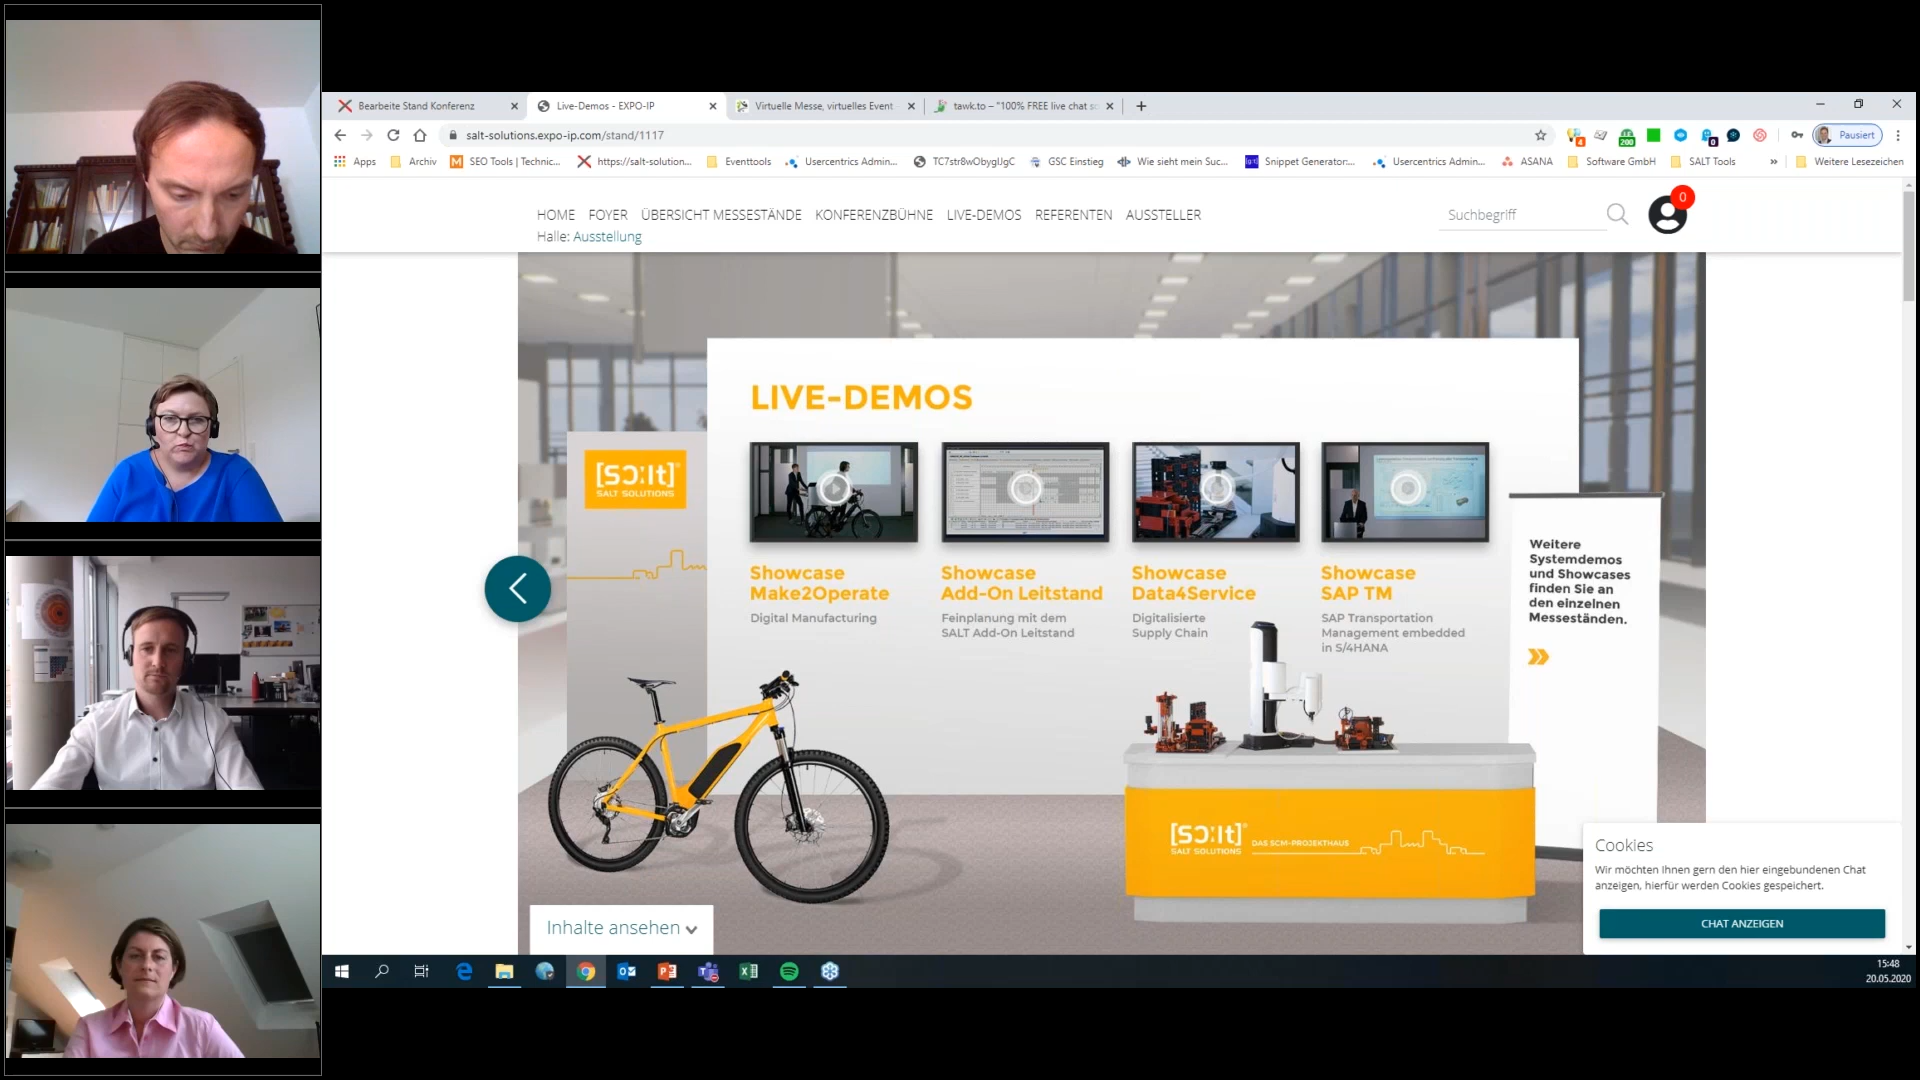 Bearbeite Stand Konferenz
Live-Demos - EXPO-IP
Virtuelle Messe, virtuelles Event
tawk.to – "100% FREE live chat
salt-solutions.expo-ip.com/stand/1117
4
200
0
Pausiert
Apps
Archiv
SEO Tools | Technic...
https://salt-solution...
Eventtools
Usercentrics Admin...
TC7str8wObygUgC
GSC Einstieg
Wie sieht mein Suc...
Snippet Generator:...
Usercentrics Admin...
ASANA
Software GmbH
SALT Tools
»
Weitere Lesezeichen
HOME FOYER ÜBERSICHT MESSESTÄNDE KONFERENZBÜHNE LIVE-DEMOS REFERENTEN AUSSTELLER
Suchbegriff
0
Halle: Ausstellung
LIVE-DEMOS
SALT SOLUTIONS
Showcase
Make2Operate
Digital Manufacturing
Showcase
Add-On Leitstand
Feinplanung mit dem
SALT Add-On Leitstand
Showcase
Data4Service
Digitalisierte
Supply Chain
Showcase
SAP TM
SAP Transportation
Management embedded
in S/4HANA
Weitere
Systemdemos
und Showcases
finden Sie an
den einzelnen
Messeständen.
SALT SOLUTIONS
DAS SCM-PROJEKTHAUS
Inhalte ansehen
Cookies
Wir möchten Ihnen gern den hier eingebundenen Chat
anzeigen, hierfür werden Cookies gespeichert.
CHAT ANZEIGEN
15:48
20.05.2020